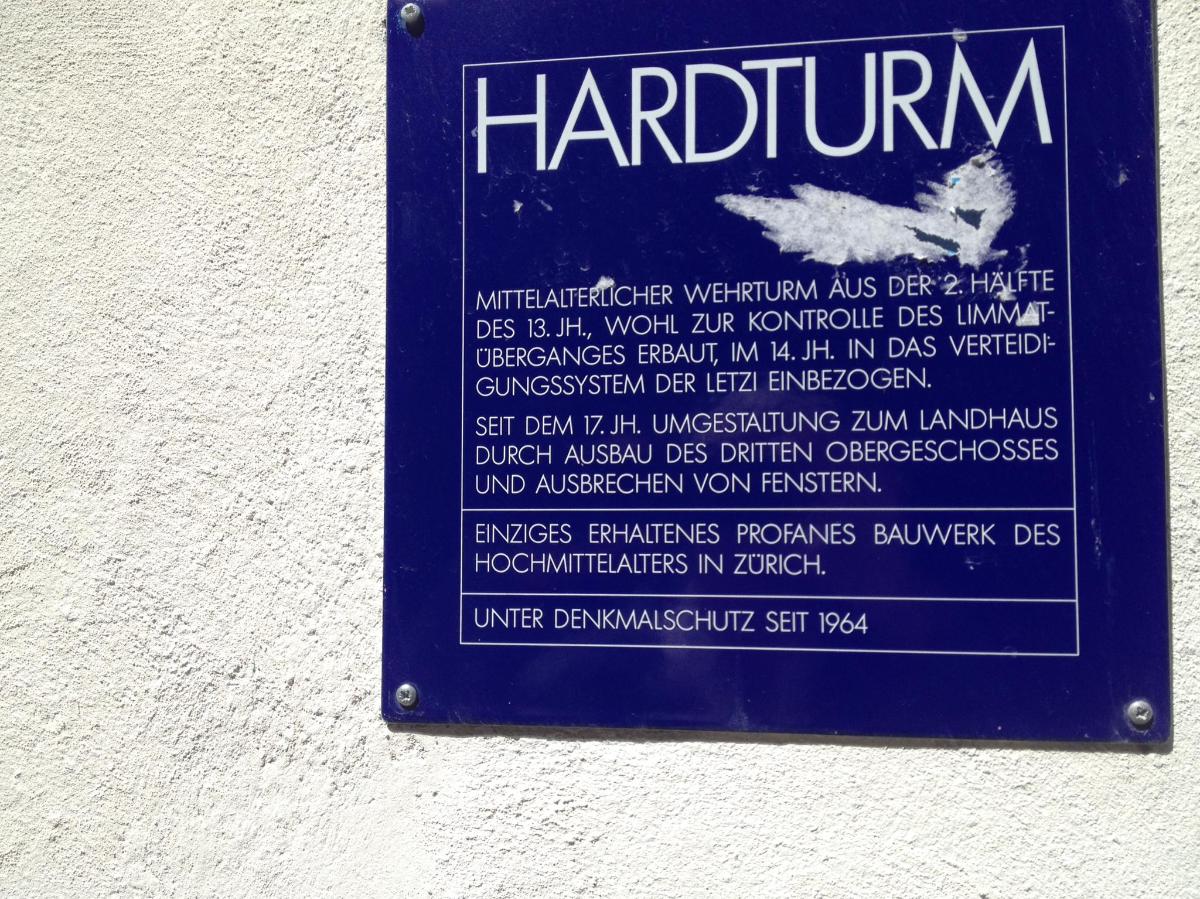 HARDTURM
MITTELALTERLICHER WEHRTURM AUS DER 2. HÄLFTE
DES 13. JH., WOHL ZUR KONTROLLE DES LIMMAT-
ÜBERGANGES ERBAUT, IM 14. JH. IN DAS VERTEIDI-
GUNGSSYSTEM DER LETZI EINBEZOGEN.
SEIT DEM 17. JH. UMGESTALTUNG ZUM LANDHAUS
DURCH AUSBAU DES DRITTEN OBERGESCHOSSES
UND AUSBRECHEN VON FENSTERN.
EINZIGES ERHALTENES PROFANES BAUWERK DES
HOCHMITTELALTERS IN ZÜRICH.
UNTER DENKMALSCHUTZ SEIT 1964